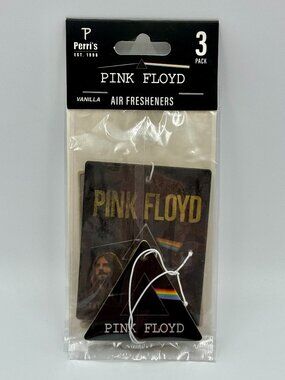 Perri's
EST. 1996
3
PACK
PINK FLOYD
VANILLA
AIR FRESHENERS
PINK FLOYD
PINK FLOYD